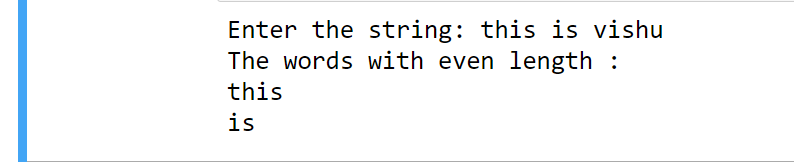 Enter the string: this is vishu
The words with even length :
this
is